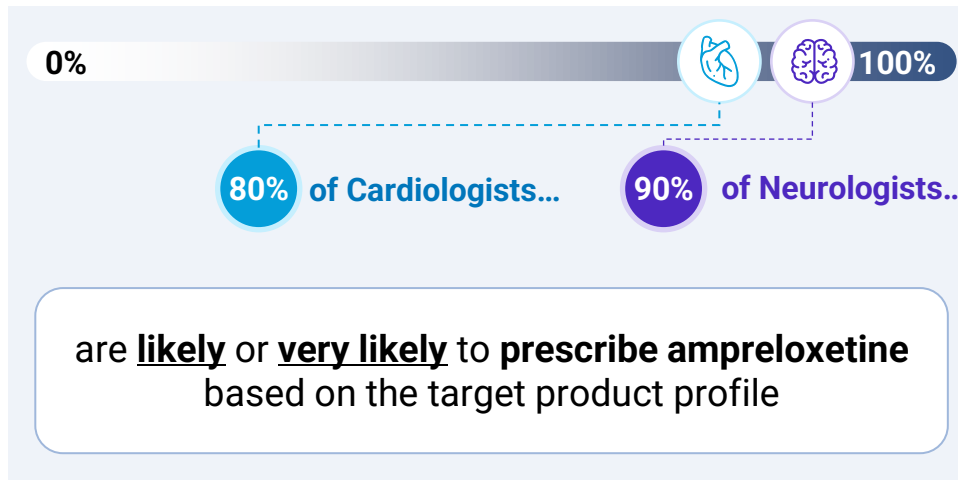 0% 100%
80% of Cardiologists… 90% of Neurologists..
are likely or very likely to prescribe ampreloxetine
based on the target product profile